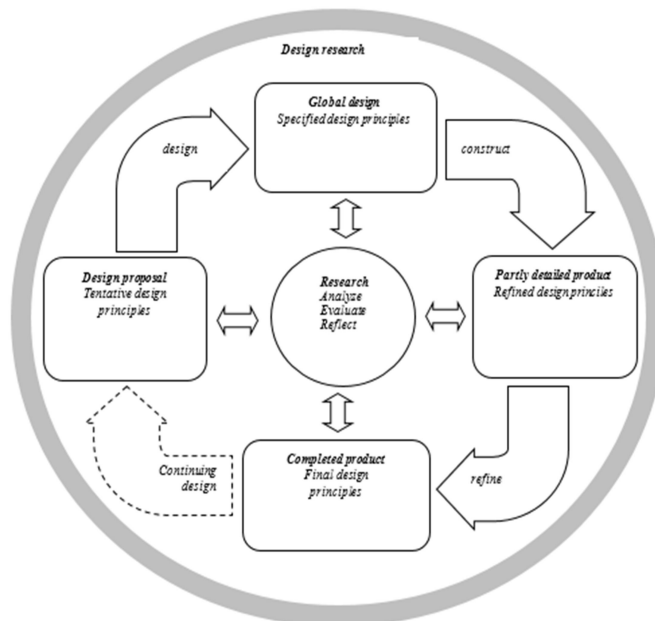 Design research
Global design
Specified design principles
design
construct
Design proposal
Tentative design
principles
Research
Analyze
Evaluate
Reflect
Partly detailed product
Refined design princiles
Continuing
design
Completed product
Final design
principles
refine